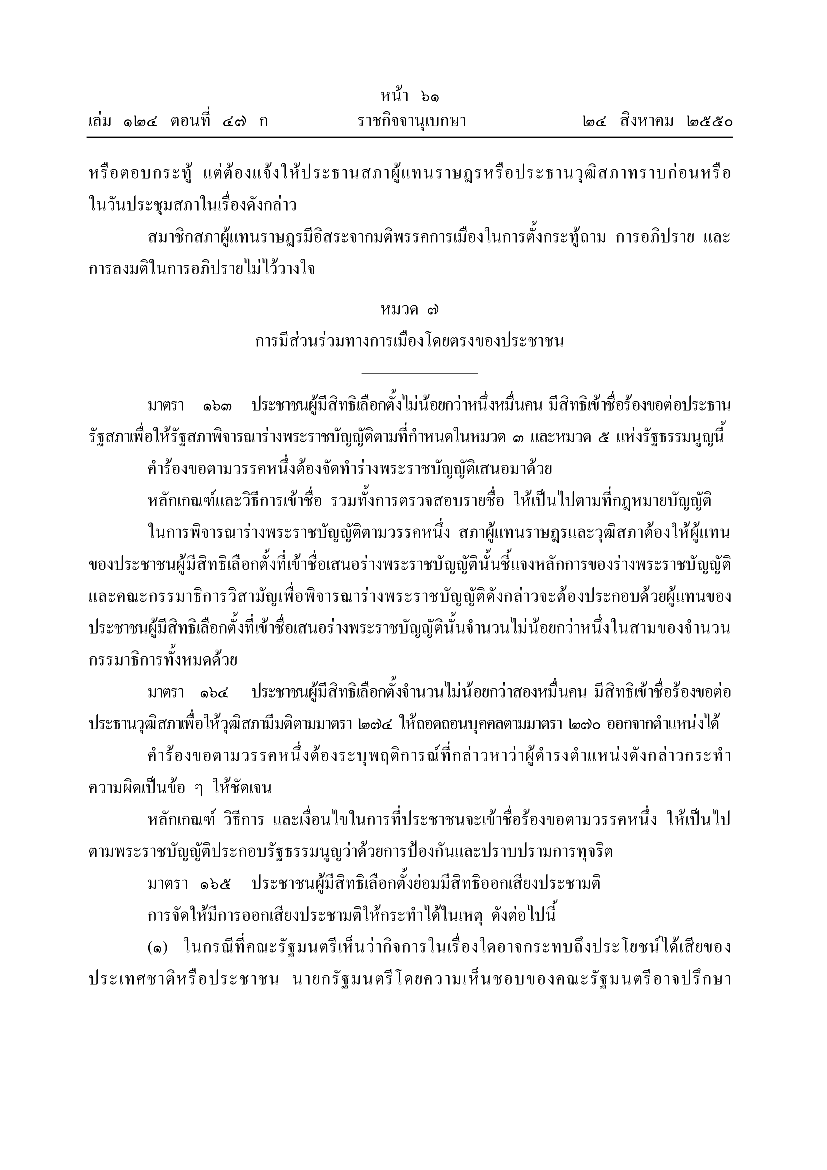 หน้า ๖๑
เล่ม ๑๒๔ ตอนที่ ๔๗ ก ราชกิจจานุเบกษา ๒๔ สิงหาคม ๒๕๕๐
หรือตอบกระทู้ แต่ต้องแจ้งให้ประธานสภาผู้แทนราษฎรหรือประธานวุฒิสภาทราบก่อนหรือ
ในวันประชุมสภาในเรื่องดังกล่าว
สมาชิกสภาผู้แทนราษฎรมีอิสระจากมติพรรคการเมืองในการตั้งกระทู้ถาม การอภิปราย และ
การลงมติในการอภิปรายไม่ไว้วางใจ
หมวด ๗
การมีส่วนร่วมทางการเมืองโดยตรงของประชาชน
มาตรา ๑๖๓ ประชาชนผู้มีสิทธิเลือกตั้งไม่น้อยกว่าหนึ่งหมื่นคน มีสิทธิเข้าชื่อร้องขอต่อประธาน
รัฐสภาเพื่อให้รัฐสภาพิจารณาร่างพระราชบัญญัติตามที่กำหนดในหมวด ๓ และหมวด ๕ แห่งรัฐธรรมนูญนี้
คำร้องขอตามวรรคหนึ่งต้องจัดทำร่างพระราชบัญญัติเสนอมาด้วย
หลักเกณฑ์และวิธีการเข้าชื่อ รวมทั้งการตรวจสอบรายชื่อ ให้เป็นไปตามที่กฎหมายบัญญัติ
ในการพิจารณาร่างพระราชบัญญัติตามวรรคหนึ่ง สภาผู้แทนราษฎรและวุฒิสภาต้องให้ผู้แทน
ของประชาชนผู้มีสิทธิเลือกตั้งที่เข้าชื่อเสนอร่างพระราชบัญญัตินั้นชี้แจงหลักการของร่างพระราชบัญญัติ
และคณะกรรมาธิการวิสามัญเพื่อพิจารณาร่างพระราชบัญญัติดังกล่าวจะต้องประกอบด้วยผู้แทนของ
ประชาชนผู้มีสิทธิเลือกตั้งที่เข้าชื่อเสนอร่างพระราชบัญญัตินั้นจำนวนไม่น้อยกว่าหนึ่งในสามของจำนวน
กรรมาธิการทั้งหมดด้วย
มาตรา ๑๖๔ ประชาชนผู้มีสิทธิเลือกตั้งจำนวนไม่น้อยกว่าสองหมื่นคน มีสิทธิเข้าชื่อร้องขอต่อ
ประธานวุฒิสภาเพื่อให้วุฒิสภามีมติตามมาตรา ๒๗๔ ให้ถอดถอนบุคคลตามมาตรา ๒๗๐ ออกจากตำแหน่งได้
คำร้องขอตามวรรคหนึ่งต้องระบุพฤติการณ์ที่กล่าวหาว่าผู้ดำรงตำแหน่งดังกล่าวกระทำ
ความผิดเป็นข้อ ๆ ให้ชัดเจน
หลักเกณฑ์ วิธีการ และเงื่อนไขในการที่ประชาชนจะเข้าชื่อร้องขอตามวรรคหนึ่ง ให้เป็นไป
ตามพระราชบัญญัติประกอบรัฐธรรมนูญว่าด้วยการป้องกันและปราบปรามการทุจริต
มาตรา ๑๖๕ ประชาชนผู้มีสิทธิเลือกตั้งย่อมมีสิทธิออกเสียงประชามติ
การจัดให้มีการออกเสียงประชามติให้กระทำได้ในเหตุ ดังต่อไปนี้
(๑) ในกรณีที่คณะรัฐมนตรีเห็นว่ากิจการในเรื่องใดอาจกระทบถึงประโยชน์ได้เสียของ
ประเทศชาติหรือประชาชน นายกรัฐมนตรีโดยความเห็นชอบของคณะรัฐมนตรีอาจปรึกษา